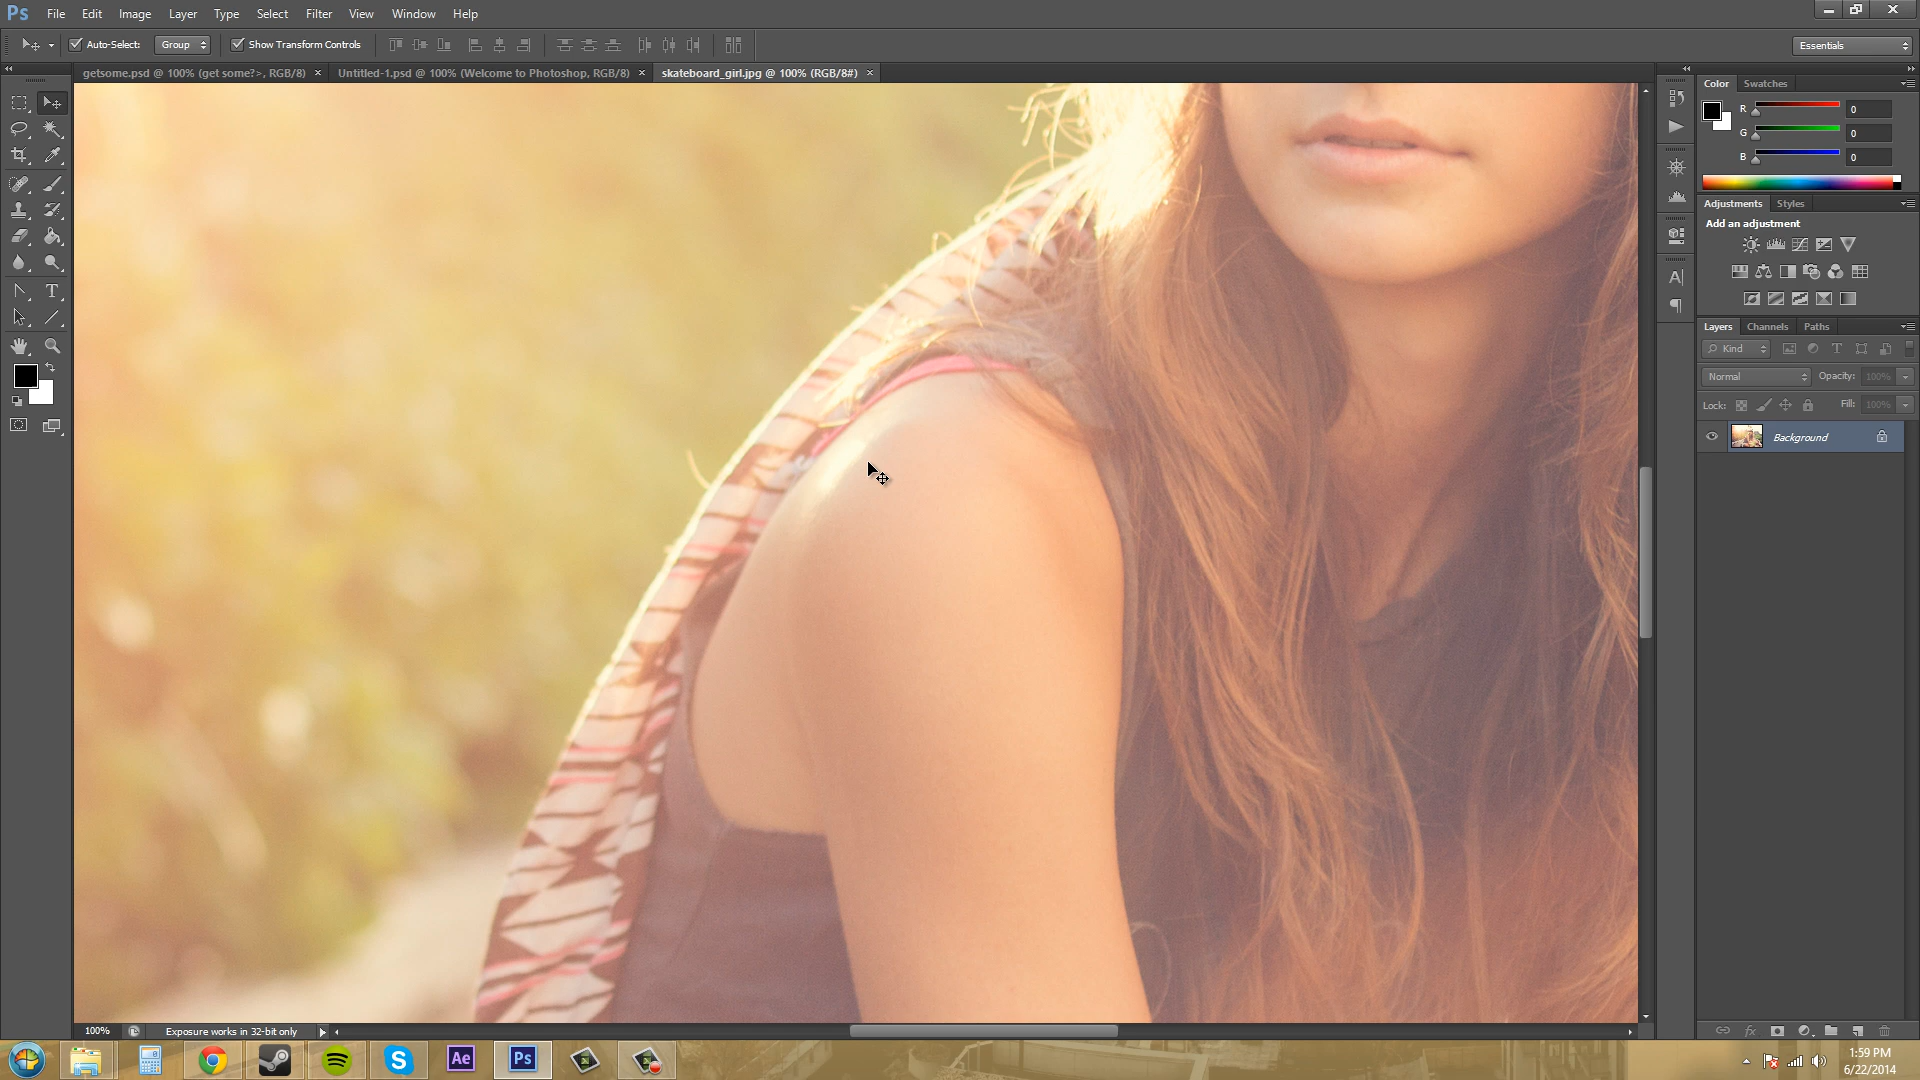 Ps File Edit Image Layer Type Select Filter View Window Help
Auto-Select: Group Show Transform Controls Essentials
getsome.psd @ 100% (get some?>, RGB/8) × Untitled-1.psd @ 100% (Welcome to Photoshop, RGB/8) × skateboard_girl.jpg @ 100% (RGB/8#) ×
Color Swatches
R 0
G 0
B 0
Adjustments Styles
Add an adjustment
Layers Channels Paths
Kind
Normal Opacity: 100%
Lock: Fill: 100%
Background
100% Exposure works in 32-bit only
Ae Ps
1:59 PM
6/22/2014